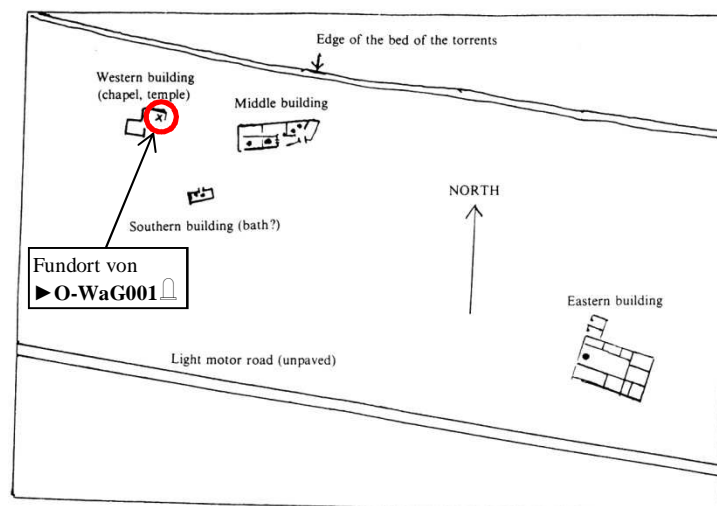 Edge of the bed of the torrents
Western building
(chapel, temple)
x
Middle building
NORTH
Southern building (bath?)
Fundort von
►O-WaG001
Eastern building
Light motor road (unpaved)